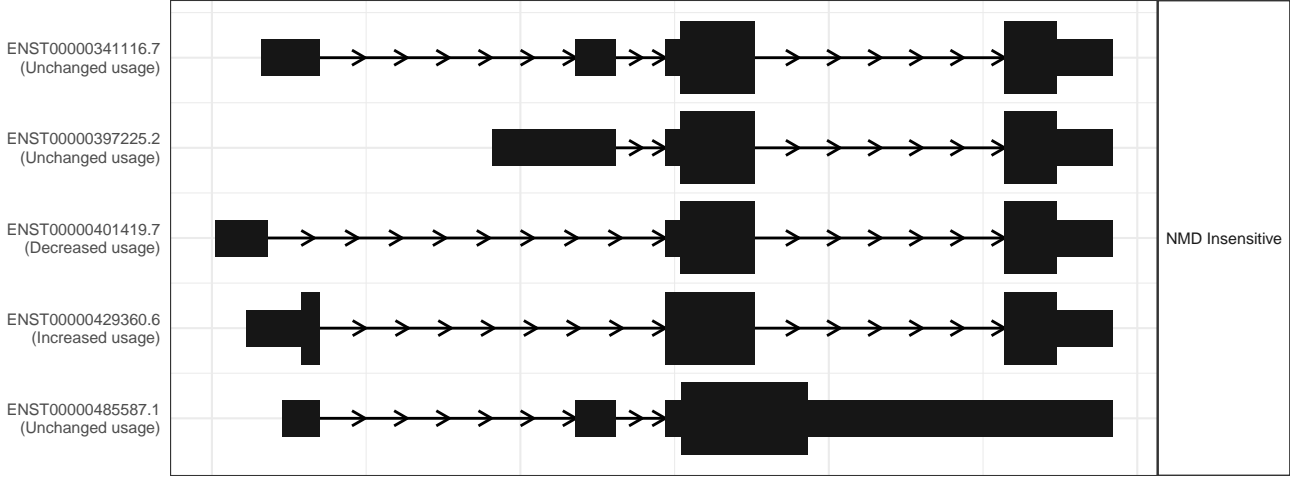 ENST00000341116.7
(Unchanged usage)
ENST00000397225.2
(Unchanged usage)
ENST00000401419.7
(Decreased usage)
NMD Insensitive
ENST00000429360.6
(Increased usage)
ENST00000485587.1
(Unchanged usage)